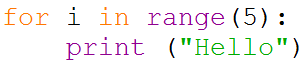 for i in range(5):
    print ("Hello")